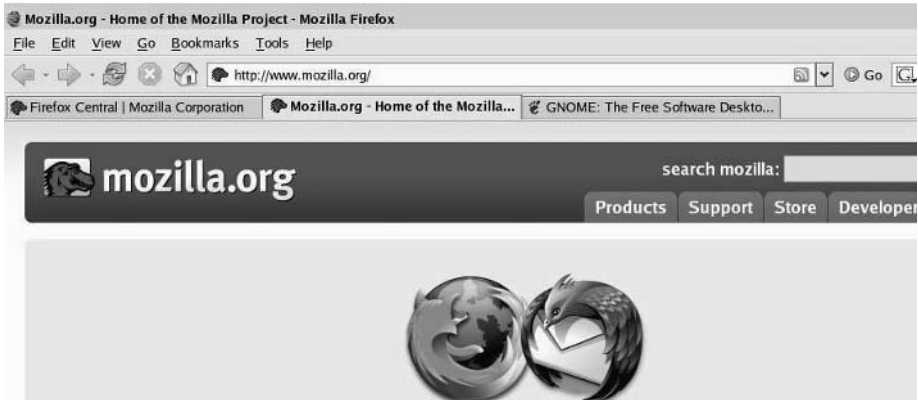 Mozilla.org - Home of the Mozilla Project - Mozilla Firefox
File Edit View Go Bookmarks Tools Help
http://www.mozilla.org/ Go G
Firefox Central | Mozilla Corporation Mozilla.org - Home of the Mozilla... GNOME: The Free Software Deskto...
mozilla.org
search mozilla:
Products Support Store Developer